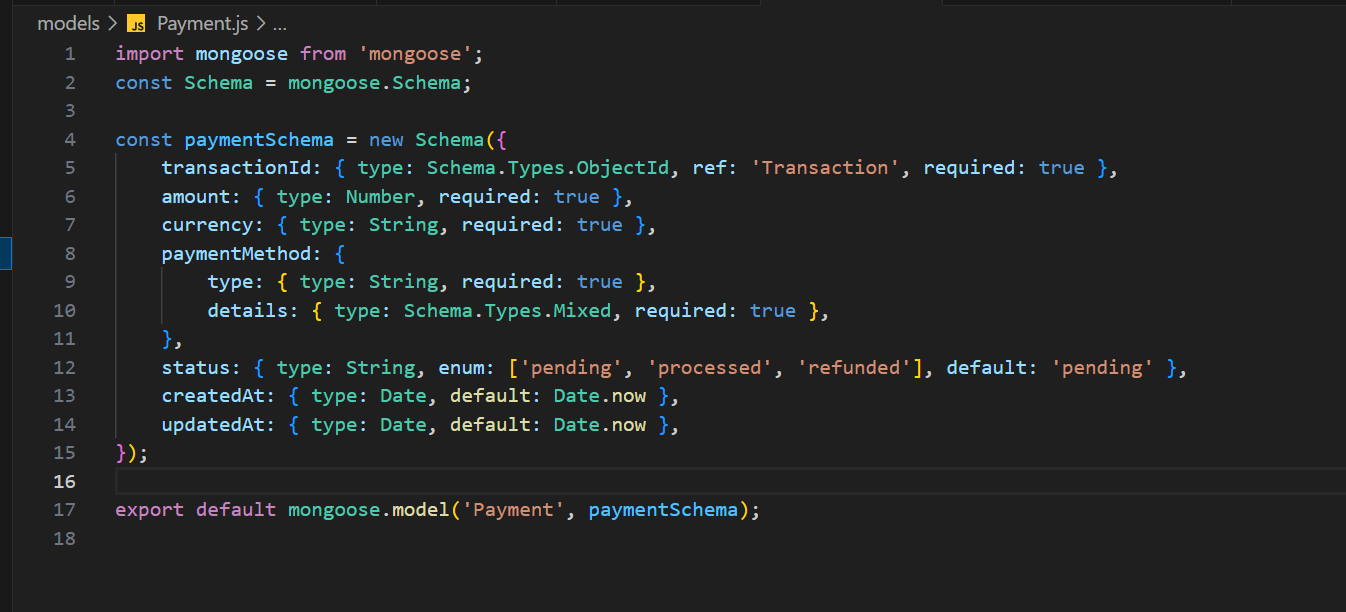 models > JS Payment.js > ...
1 import mongoose from 'mongoose';
2 const Schema = mongoose.Schema;
3
4 const paymentSchema = new Schema({
5     transactionId: { type: Schema.Types.ObjectId, ref: 'Transaction', required: true },
6     amount: { type: Number, required: true },
7     currency: { type: String, required: true },
8     paymentMethod: {
9         type: { type: String, required: true },
10         details: { type: Schema.Types.Mixed, required: true },
11     },
12     status: { type: String, enum: ['pending', 'processed', 'refunded'], default: 'pending' },
13     createdAt: { type: Date, default: Date.now },
14     updatedAt: { type: Date, default: Date.now },
15 });
16
17 export default mongoose.model('Payment', paymentSchema);
18